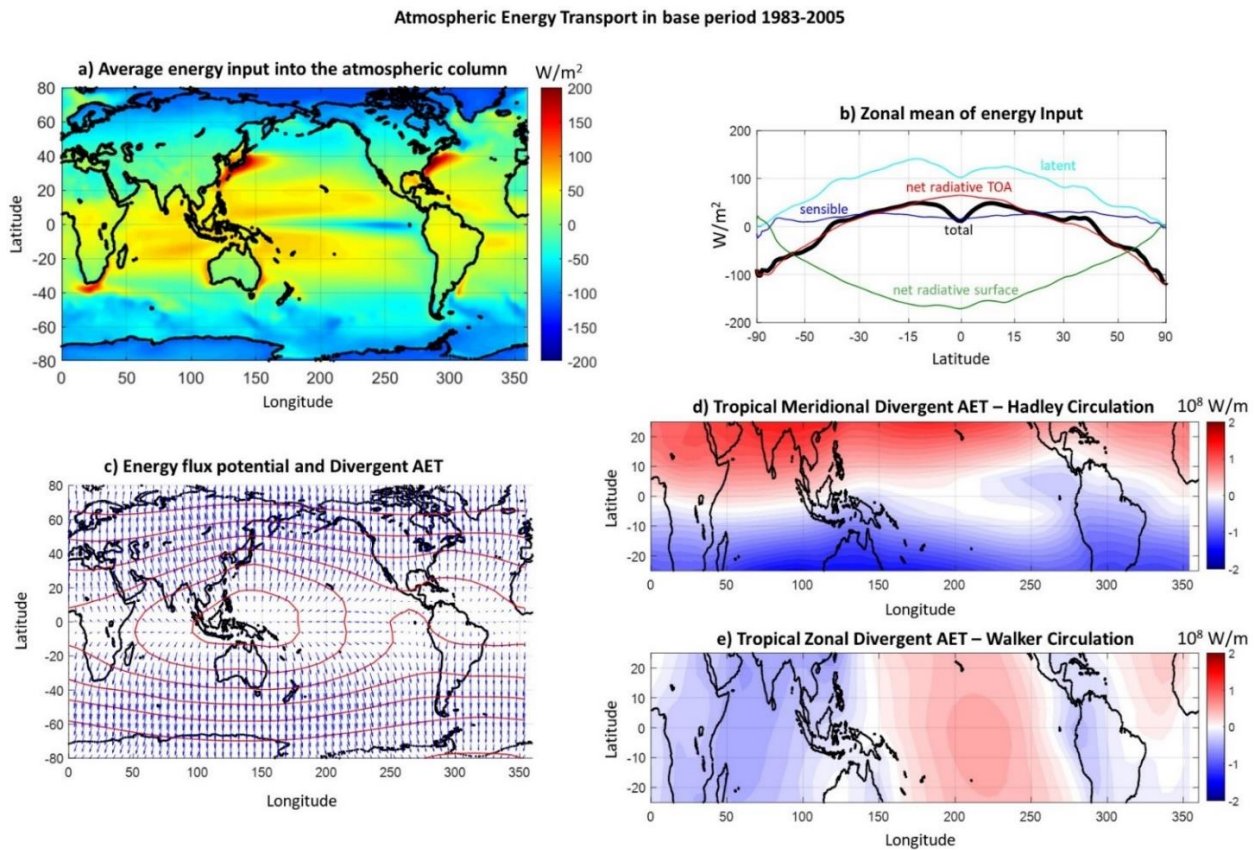 Atmospheric Energy Transport in base period 1983-2005
a) Average energy input into the atmospheric column
W/m²
80
60
40
20
0
-20
-40
-60
-80
Latitude
0 50 100 150 200 250 300 350
Longitude
200
150
100
50
0
-50
-100
-150
-200
b) Zonal mean of energy Input
200
100
0
-100
-200
W/m²
latent
net radiative TOA
sensible
total
net radiative surface
-90 -50 -30 -15 0 15 30 50 90
Latitude
c) Energy flux potential and Divergent AET
80
60
40
20
0
-20
-40
-60
-80
Latitude
0 50 100 150 200 250 300 350
Longitude
d) Tropical Meridional Divergent AET – Hadley Circulation
10⁸ W/m
20
10
0
-10
-20
Latitude
0 50 100 150 200 250 300 350
Longitude
2
1
0
-1
-2
e) Tropical Zonal Divergent AET – Walker Circulation
10⁸ W/m
20
10
0
-10
-20
Latitude
0 50 100 150 200 250 300 350
Longitude
2
1
0
-1
-2